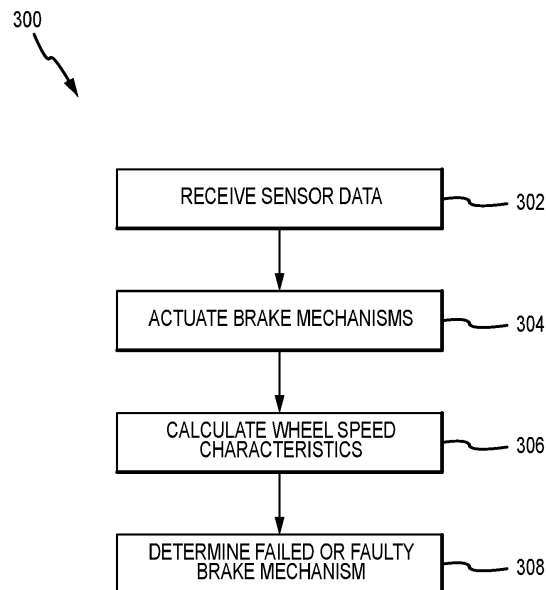 300
RECEIVE SENSOR DATA
302
ACTUATE BRAKE MECHANISMS
304
CALCULATE WHEEL SPEED
CHARACTERISTICS
306
DETERMINE FAILED OR FAULTY
BRAKE MECHANISM
308